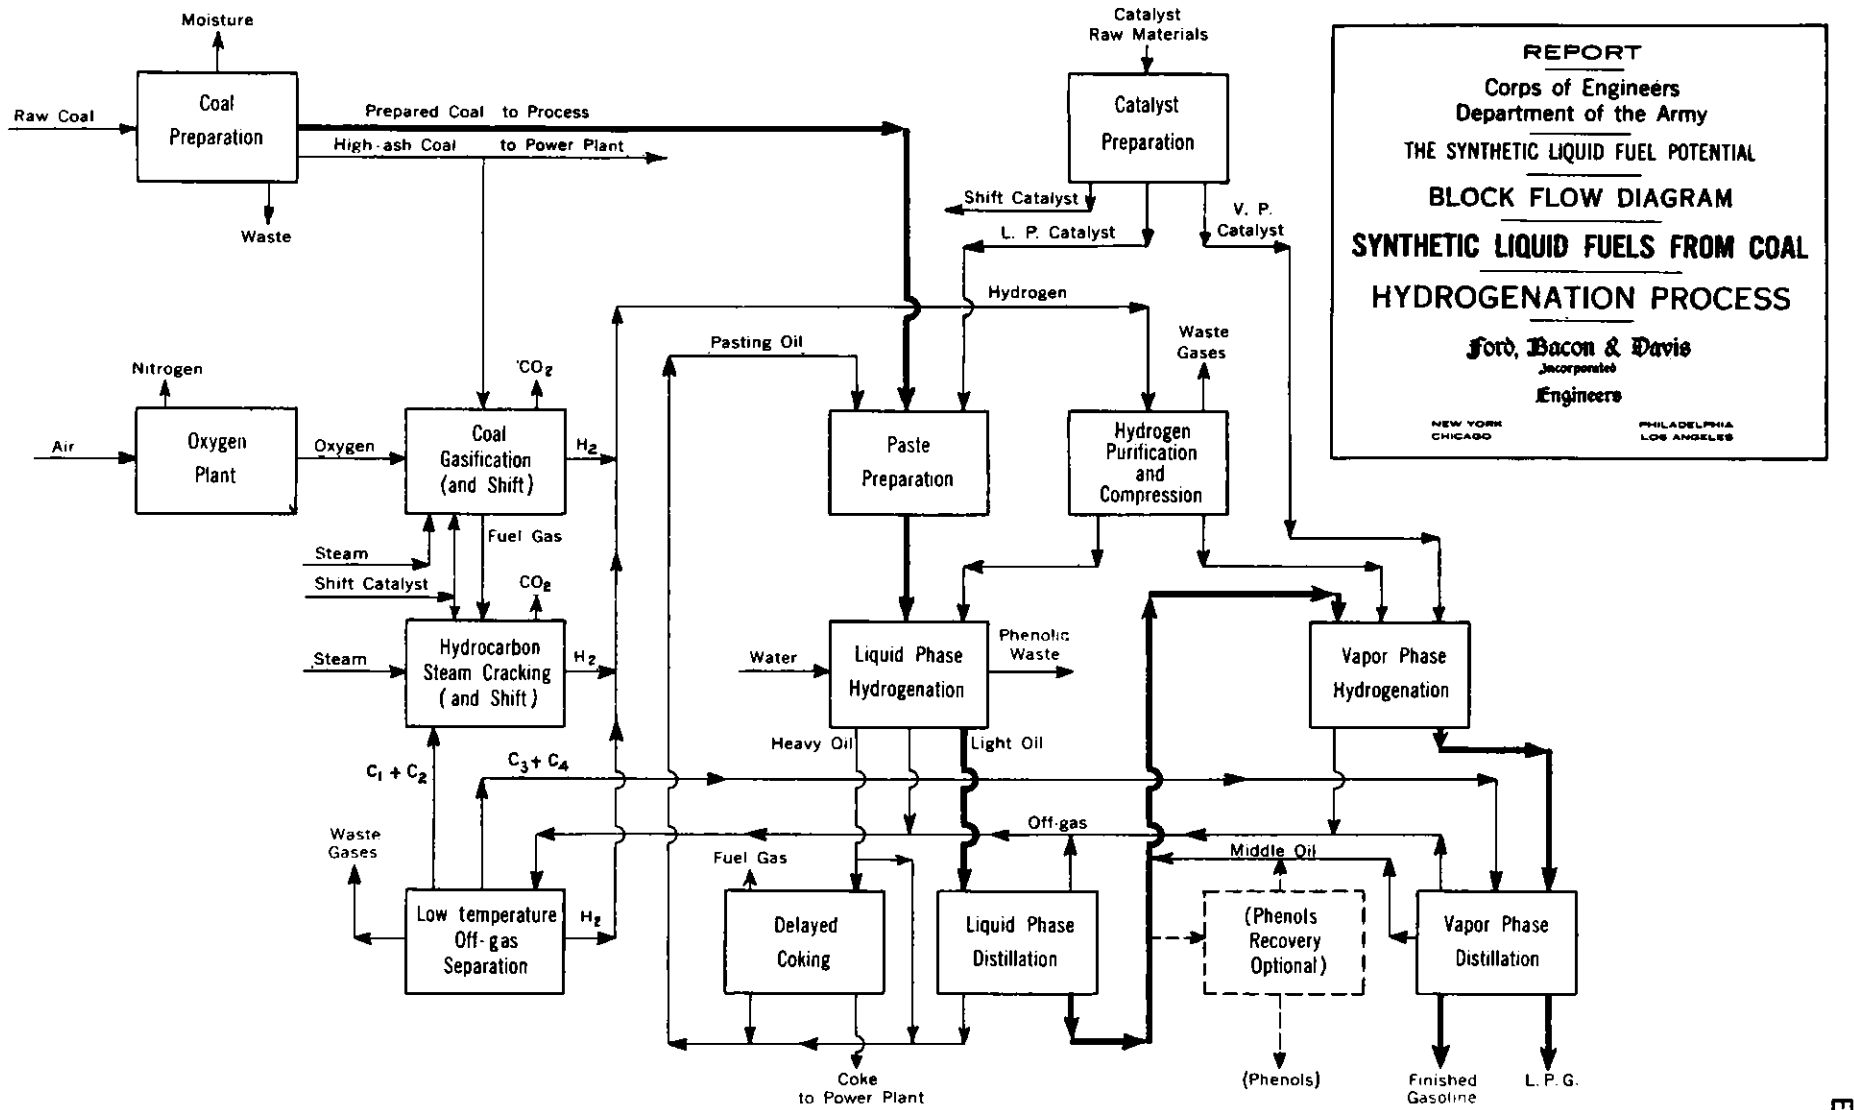 Moisture
Catalyst
Raw Materials
REPORT
Corps of Engineers
Department of the Army
THE SYNTHETIC LIQUID FUEL POTENTIAL
BLOCK FLOW DIAGRAM
SYNTHETIC LIQUID FUELS FROM COAL
HYDROGENATION PROCESS
Ford, Bacon & Davis
Incorporated
Engineers
NEW YORK
CHICAGO
PHILADELPHIA
LOS ANGELES
Raw Coal
Coal
Preparation
Prepared Coal to Process
High-ash Coal to Power Plant
Waste
Catalyst
Preparation
Shift Catalyst
L. P. Catalyst
V. P.
Catalyst
Hydrogen
Pasting Oil
Waste
Gases
Nitrogen
CO2
Air
Oxygen
Plant
Oxygen
Coal
Gasification
(and Shift)
H2
Paste
Preparation
Hydrogen
Purification
and
Compression
Fuel Gas
Steam
Shift Catalyst
CO2
Steam
Hydrocarbon
Steam Cracking
(and Shift)
H2
Water
Liquid Phase
Hydrogenation
Phenolic
Waste
Vapor Phase
Hydrogenation
Heavy Oil
Light Oil
C1 + C2
C3 + C4
Off-gas
Waste
Gases
Fuel Gas
Middle Oil
Low temperature
Off-gas
Separation
H2
Delayed
Coking
Liquid Phase
Distillation
(Phenols
Recovery
Optional)
Vapor Phase
Distillation
Coke
to Power Plant
(Phenols)
Finished
Gasoline
L. P. G.